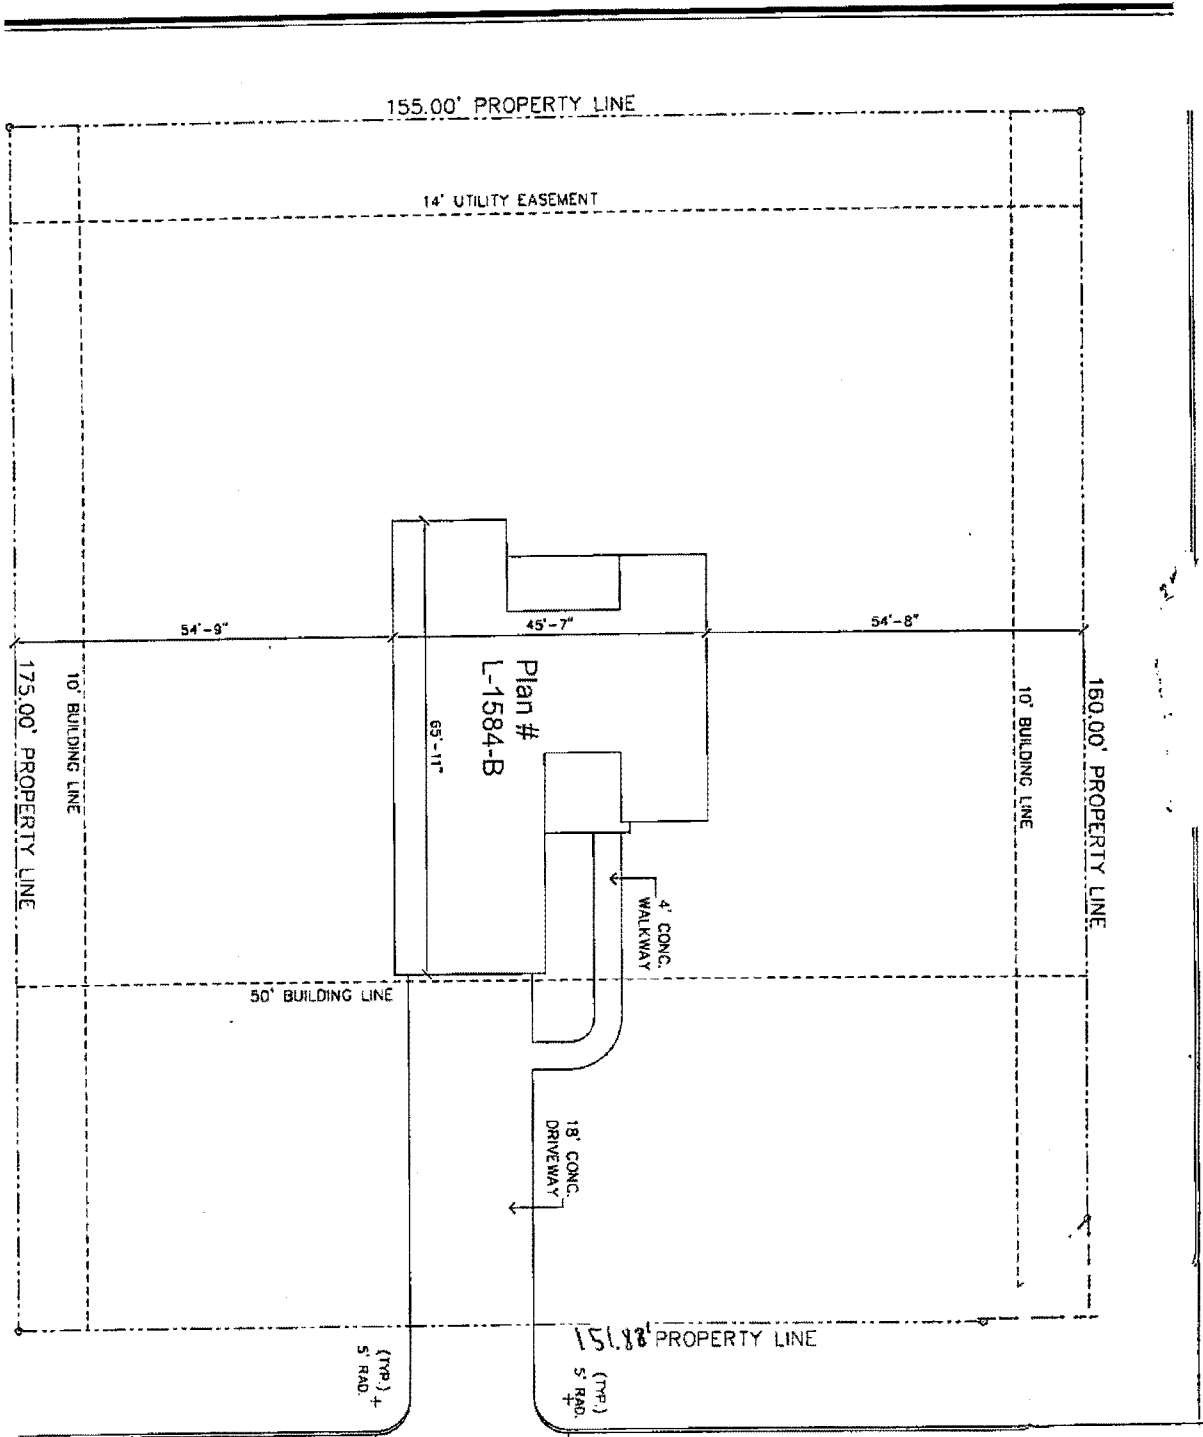 155.00' PROPERTY LINE
14' UTILITY EASEMENT
54'-9"
45'-7"
54'-8"
Plan #
L-1584-B
65'-11"
175.00' PROPERTY LINE
10' BUILDING LINE
10' BUILDING LINE
160.00' PROPERTY LINE
4' CONC.
WALKWAY
50' BUILDING LINE
18' CONC.
DRIVEWAY
151.88' PROPERTY LINE
(TYP.)
5' RAD.
(TYP.)
5' RAD.